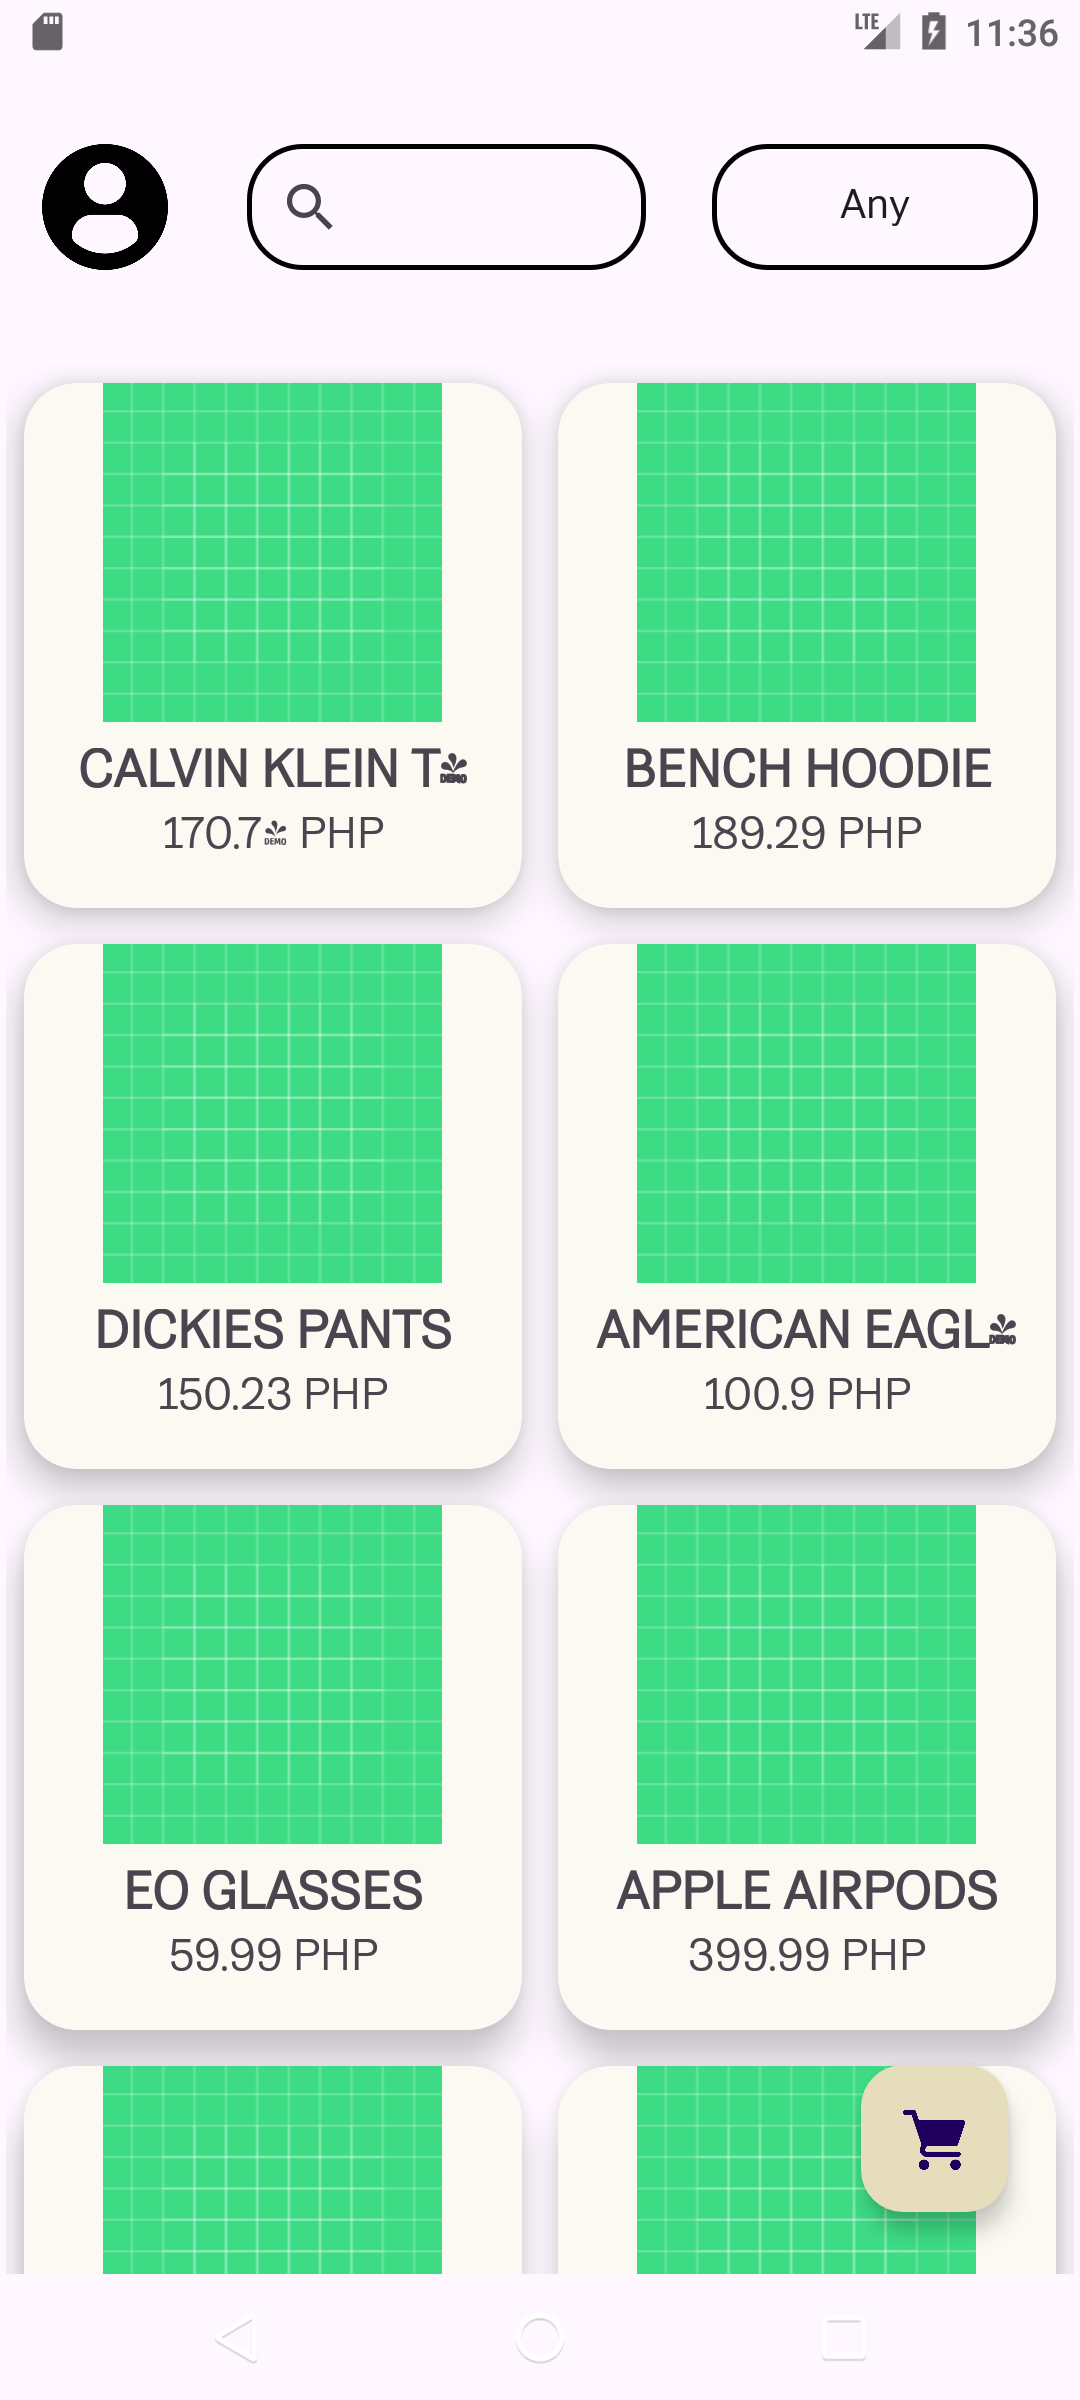 LTE 11:36
Any
CALVIN KLEIN T
170.7 PHP
BENCH HOODIE
189.29 PHP
DICKIES PANTS
150.23 PHP
AMERICAN EAGL
100.9 PHP
EO GLASSES
59.99 PHP
APPLE AIRPODS
399.99 PHP